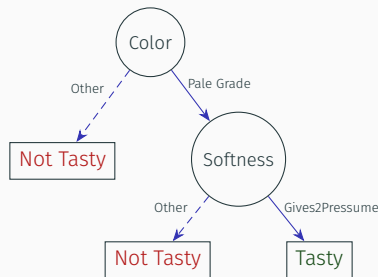 Color
Other
Pale Grade
Not Tasty
Softness
Other
Gives2Pressume
Not Tasty
Tasty